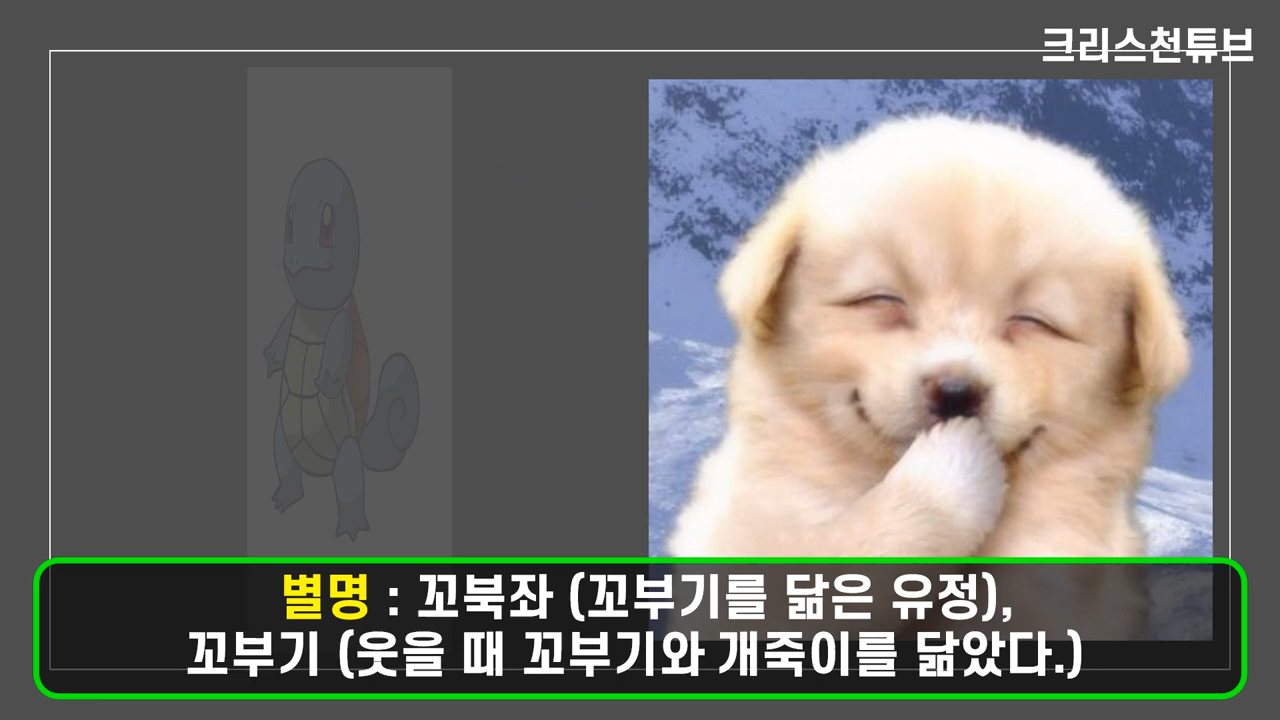 크리스천튜브
별명 : 꼬북좌 (꼬부기를 닮은 유정),
꼬부기 (웃을 때 꼬부기와 개죽이를 닮았다.)